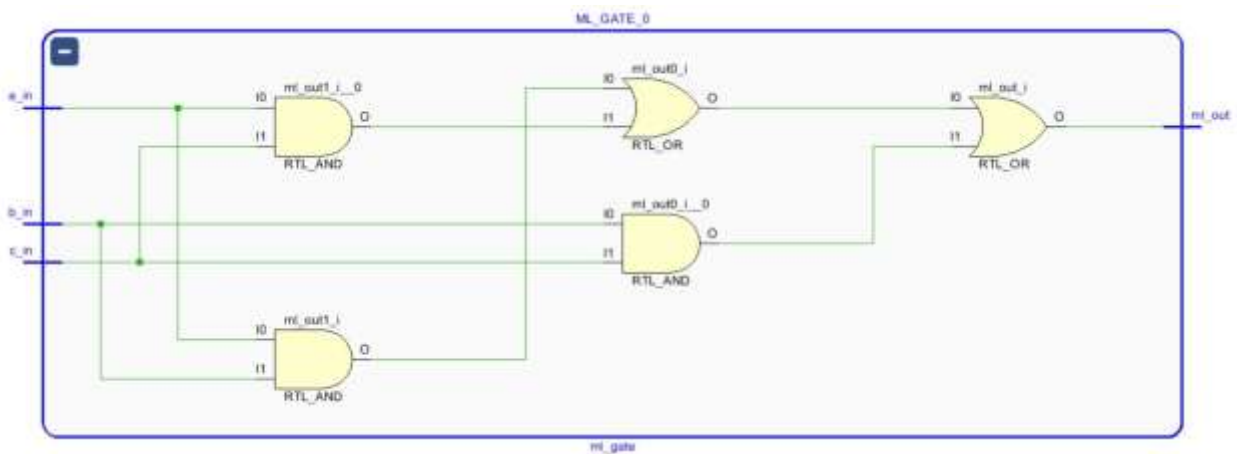 ML_GATE_0
a_in
ml_out1_i__0
I0
I1
O
RTL_AND
ml_out0_i
I0
I1
O
RTL_OR
ml_out_i
I0
I1
O
RTL_OR
ml_out
b_in
c_in
ml_out0_i__0
I0
I1
O
RTL_AND
ml_out1_i
I0
I1
O
RTL_AND
ml_gate